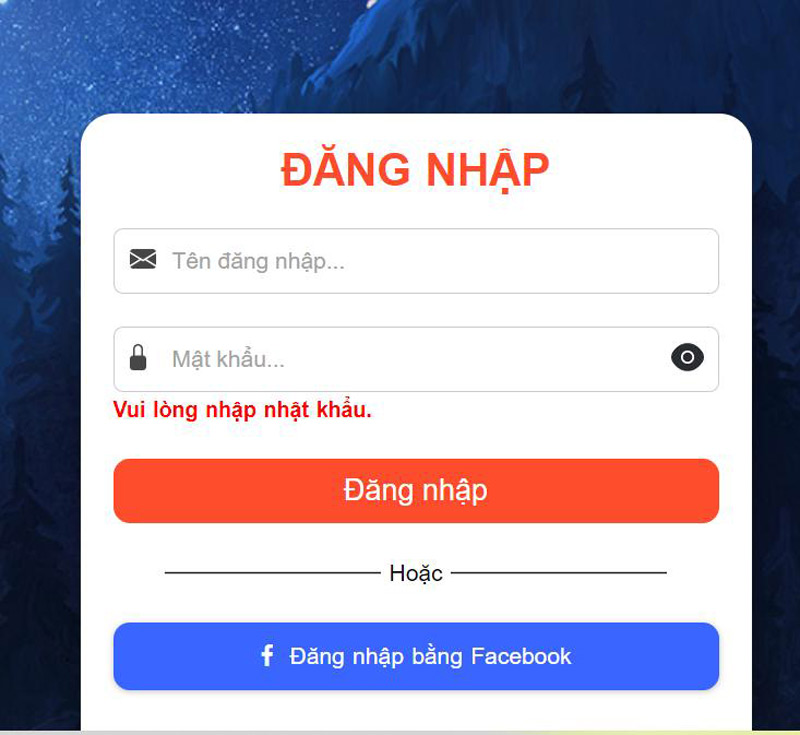 ĐĂNG NHẬP
Tên đăng nhập...
Mật khẩu...
Vui lòng nhập nhật khẩu.
Đăng nhập
Hoặc
Đăng nhập bằng Facebook